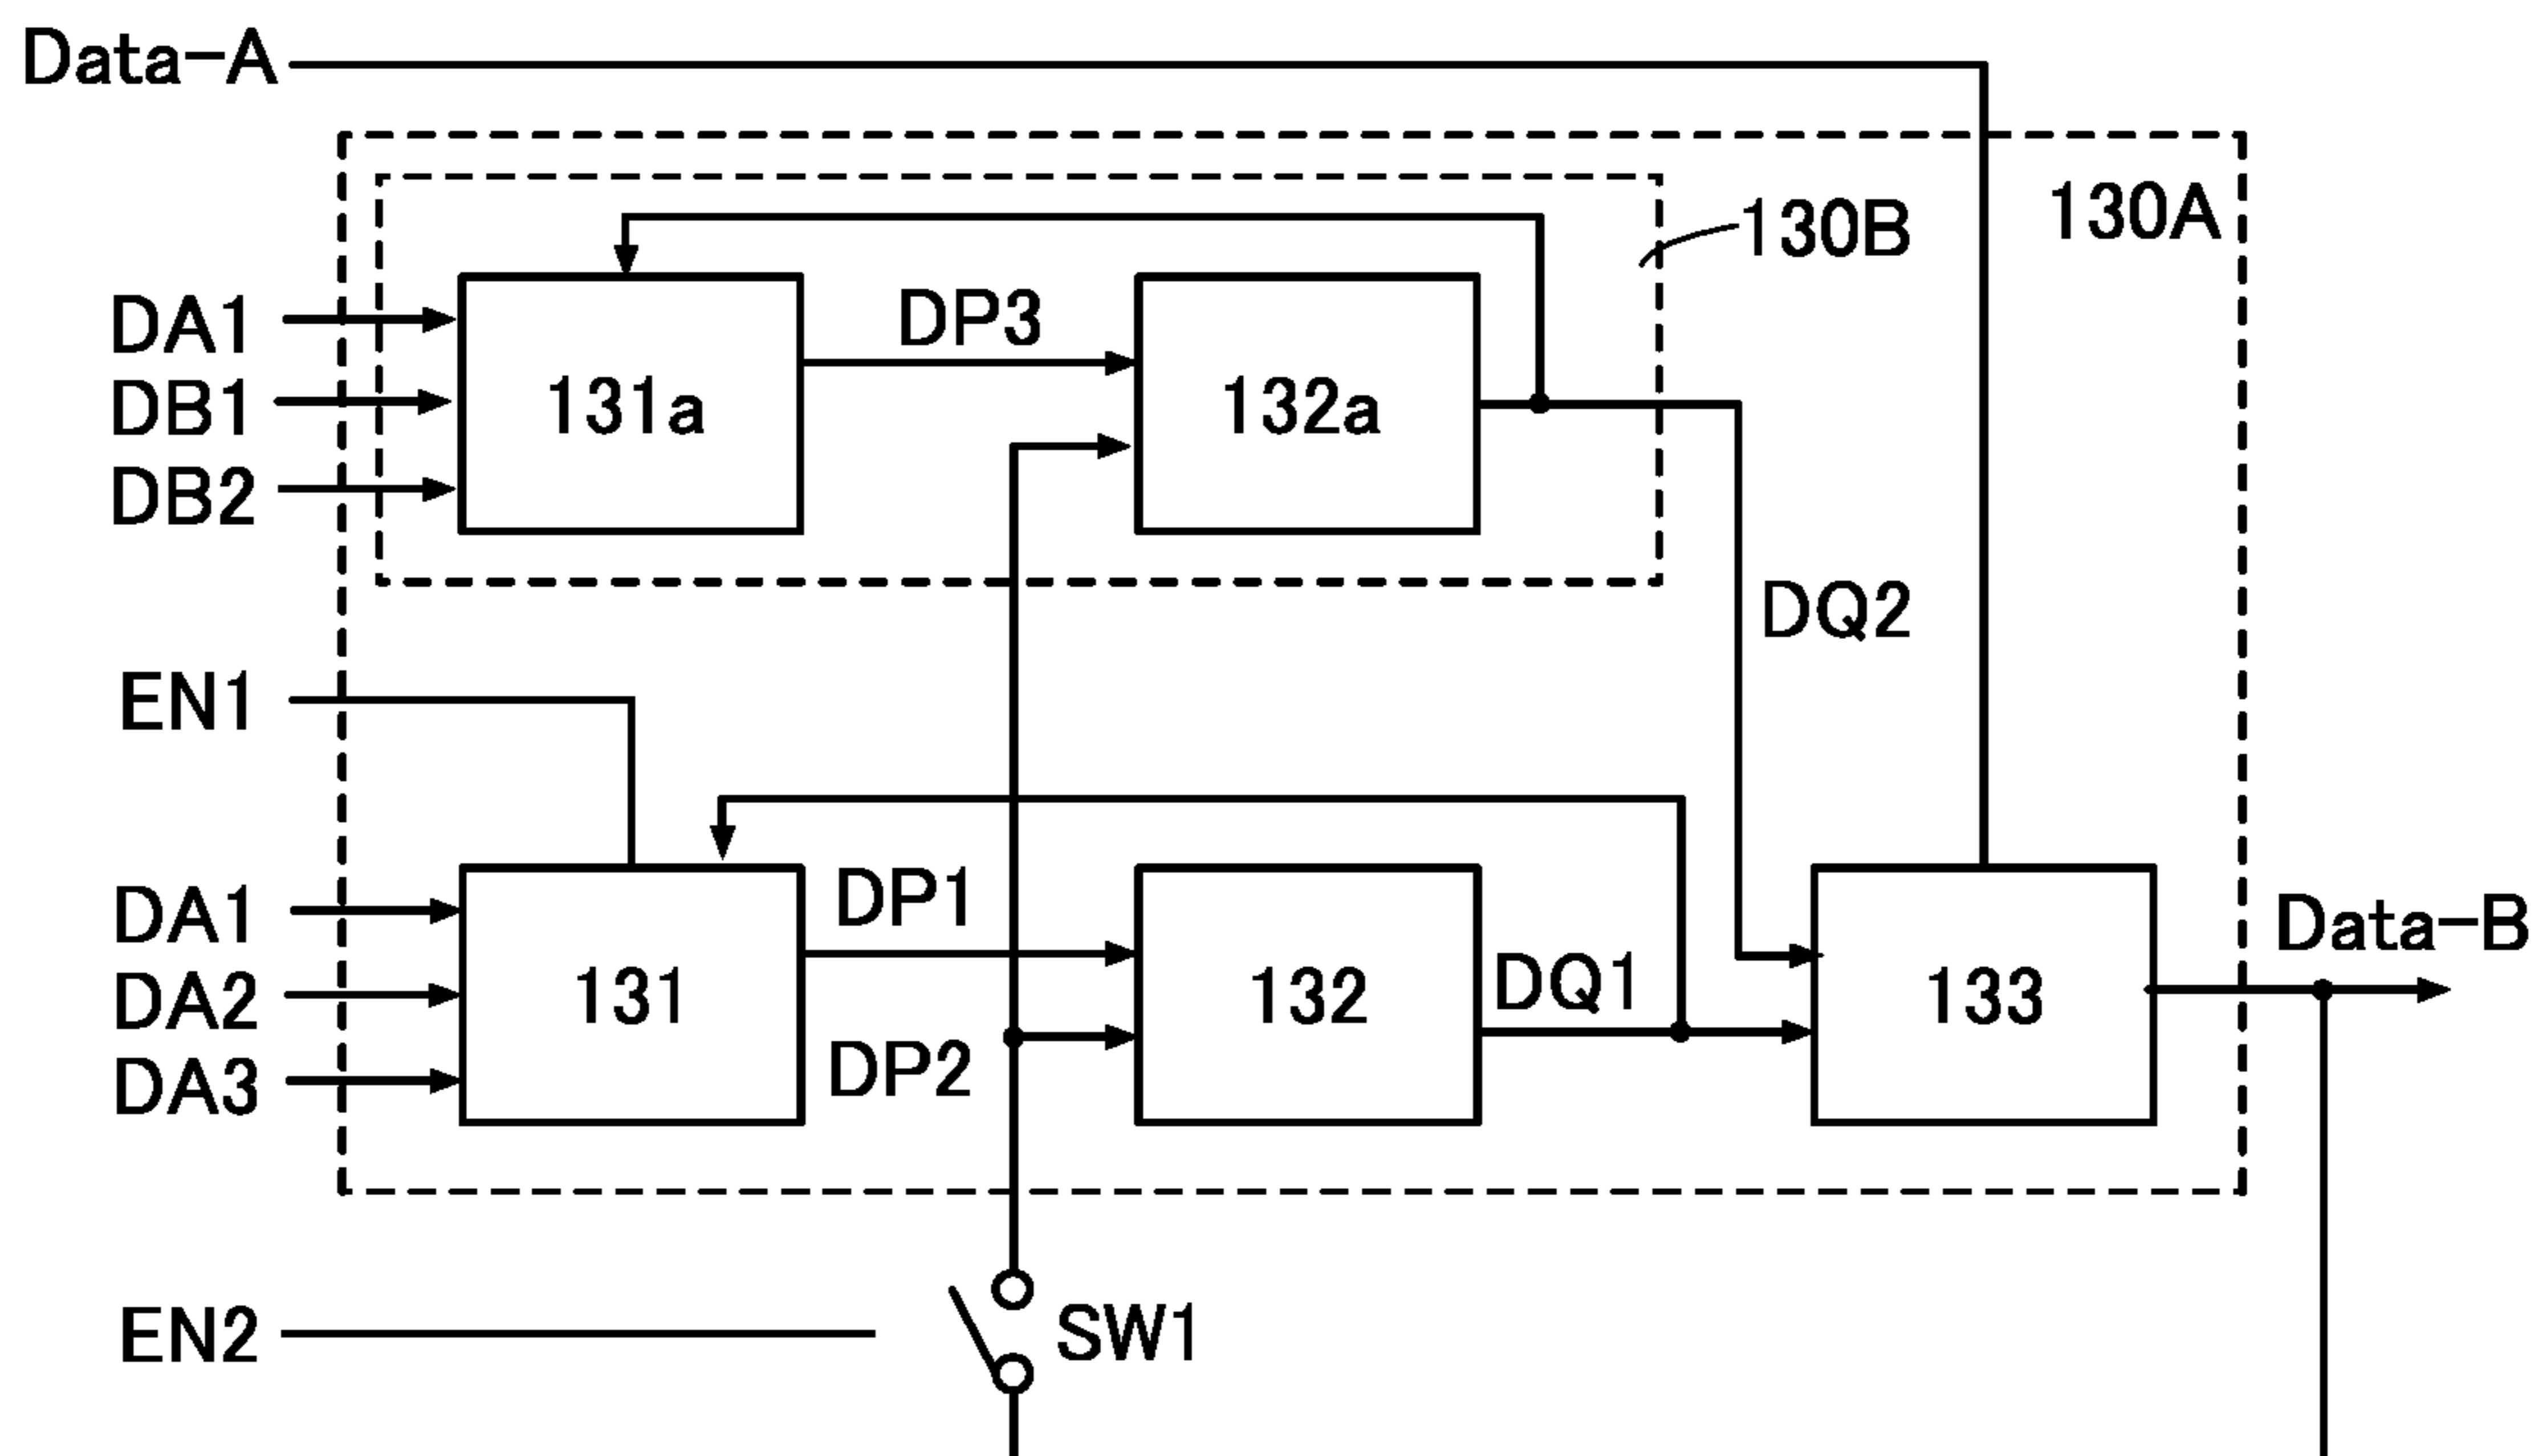 Data-A
130B
130A
DA1
DB1
DB2
131a
DP3
132a
DQ2
EN1
DA1
DA2
DA3
131
DP1
DP2
132
DQ1
133
Data-B
EN2
SW1